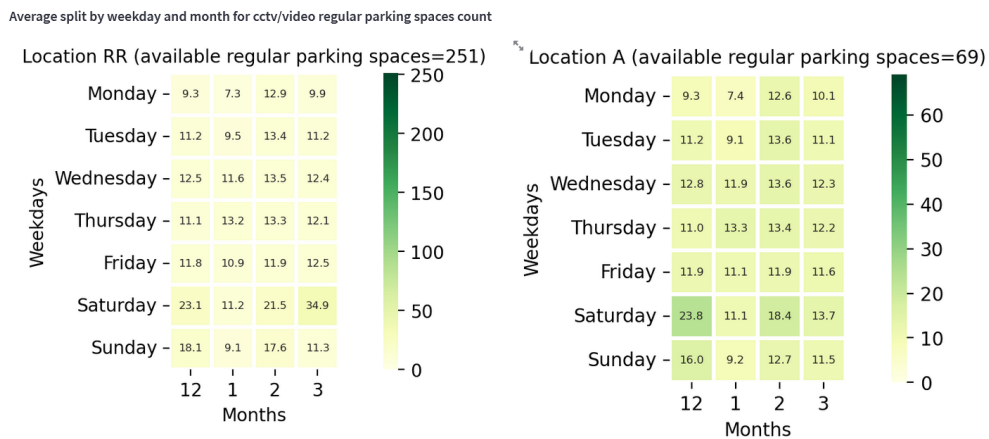 Average split by weekday and month for cctv/video regular parking spaces count
Location RR (available regular parking spaces=251)
Monday 9.3 7.3 12.9 9.9
Tuesday 11.2 9.5 13.4 11.2
Wednesday 12.5 11.6 13.5 12.4
Thursday 11.1 13.2 13.3 12.1
Friday 11.8 10.9 11.9 12.5
Saturday 23.1 11.2 21.5 34.9
Sunday 18.1 9.1 17.6 11.3
12 1 2 3
Months
Weekdays
250
200
150
100
50
0
Location A (available regular parking spaces=69)
Monday 9.3 7.4 12.6 10.1
Tuesday 11.2 9.1 13.6 11.1
Wednesday 12.8 11.9 13.6 12.3
Thursday 11.0 13.3 13.4 12.2
Friday 11.9 11.1 11.9 11.6
Saturday 23.8 11.1 18.4 13.7
Sunday 16.0 9.2 12.7 11.5
12 1 2 3
Months
Weekdays
60
50
40
30
20
10
0